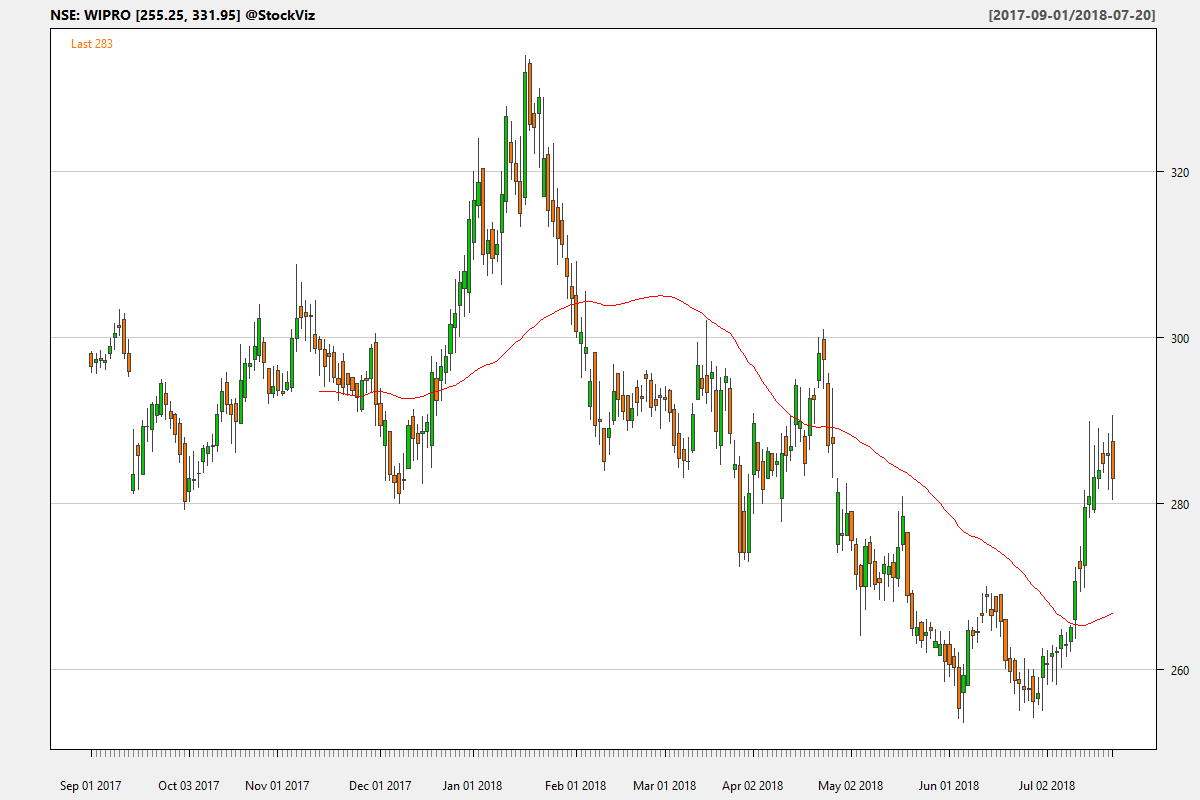 NSE: WIPRO [255.25, 331.95] @StockViz [2017-09-01/2018-07-20]
Last 283
320
300
280
260
Sep 01 2017 Oct 03 2017 Nov 01 2017 Dec 01 2017 Jan 01 2018 Feb 01 2018 Mar 01 2018 Apr 02 2018 May 02 2018 Jun 01 2018 Jul 02 2018